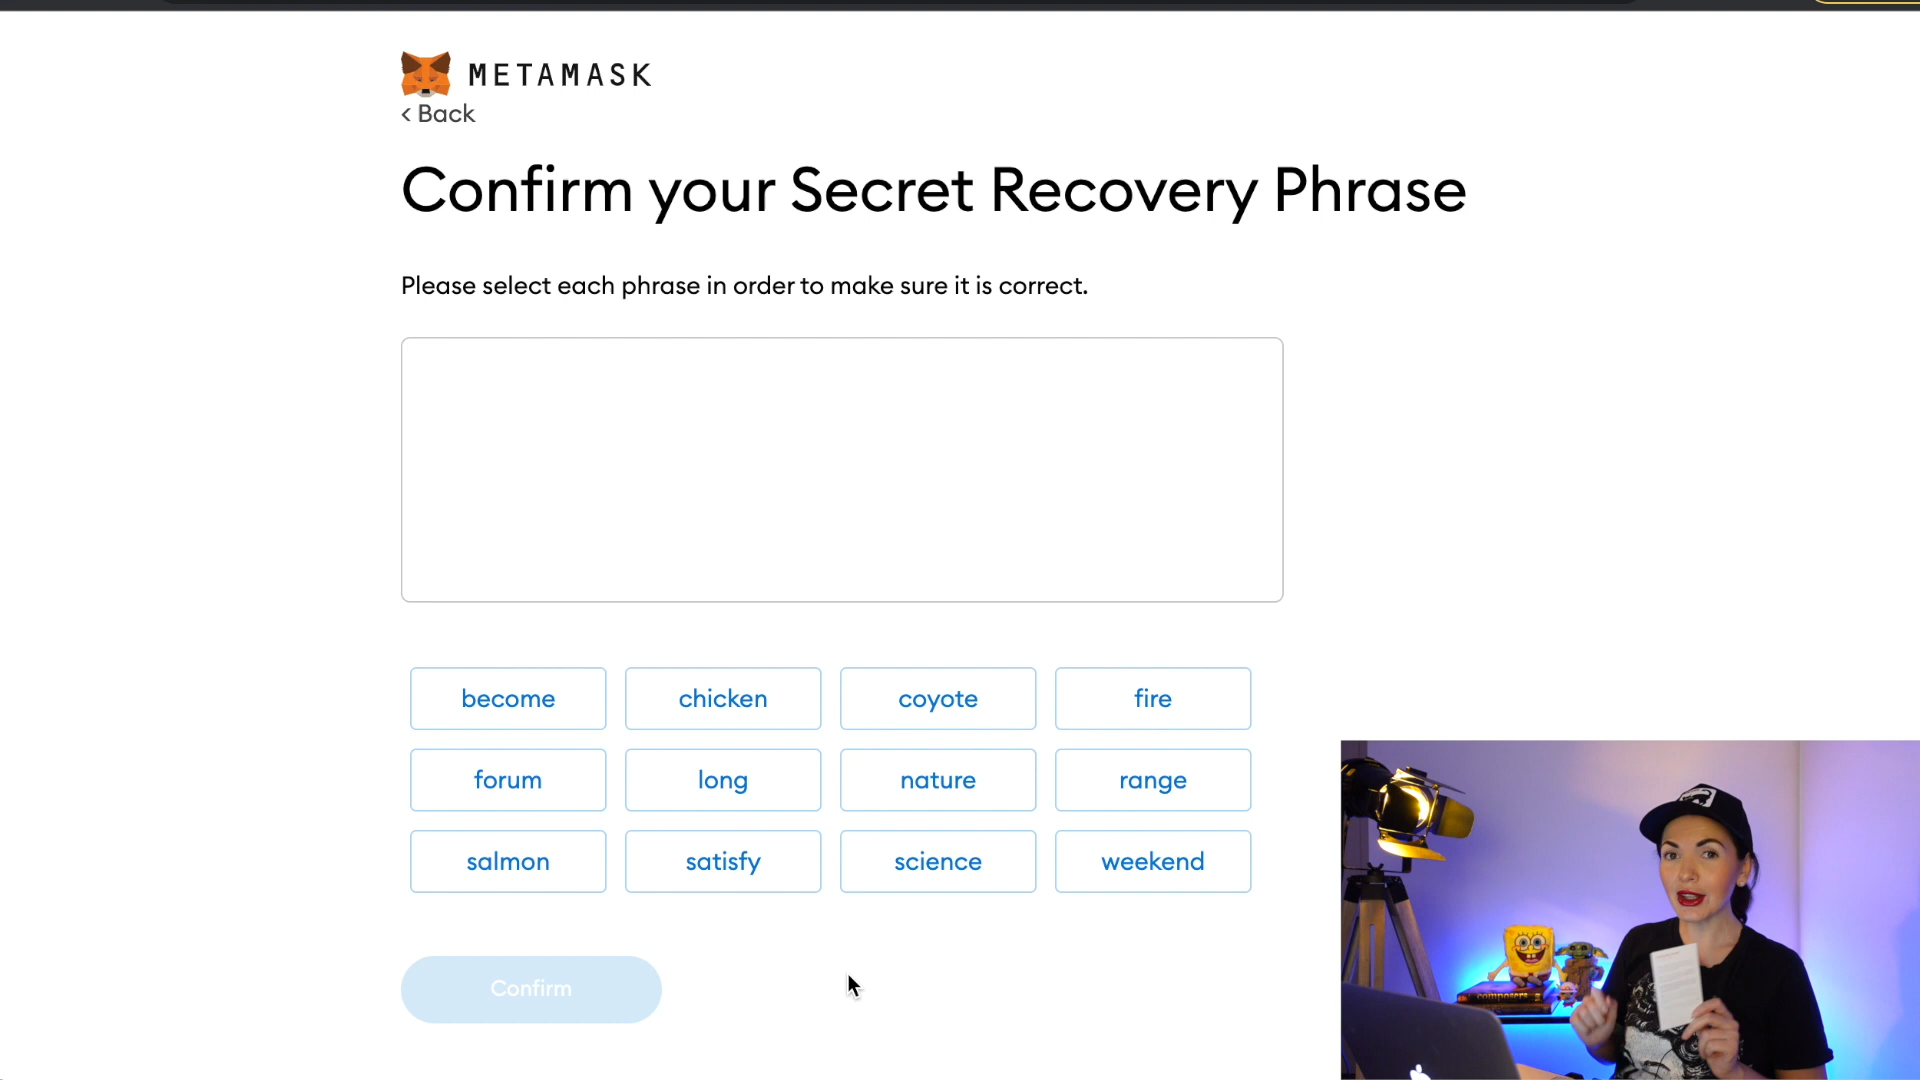 METAMASK
< Back
Confirm your Secret Recovery Phrase
Please select each phrase in order to make sure it is correct.
become chicken coyote fire
forum long nature range
salmon satisfy science weekend
Confirm
composers